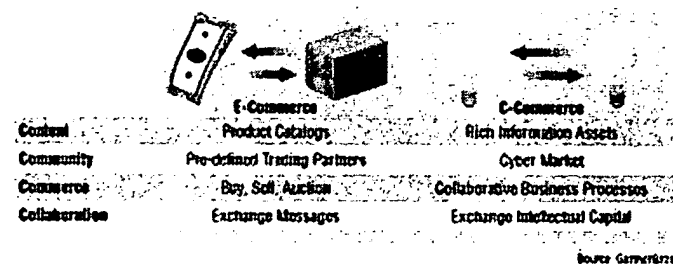 E-Commerce C-Commerce
Content Product Catalogs Rich Information Assets
Community Pre-defined Trading Partners Cyber Market
Commerce Buy, Sell, Auction Collaborative Business Processes
Collaboration Exchange Messages Exchange Intellectual Capital
Source